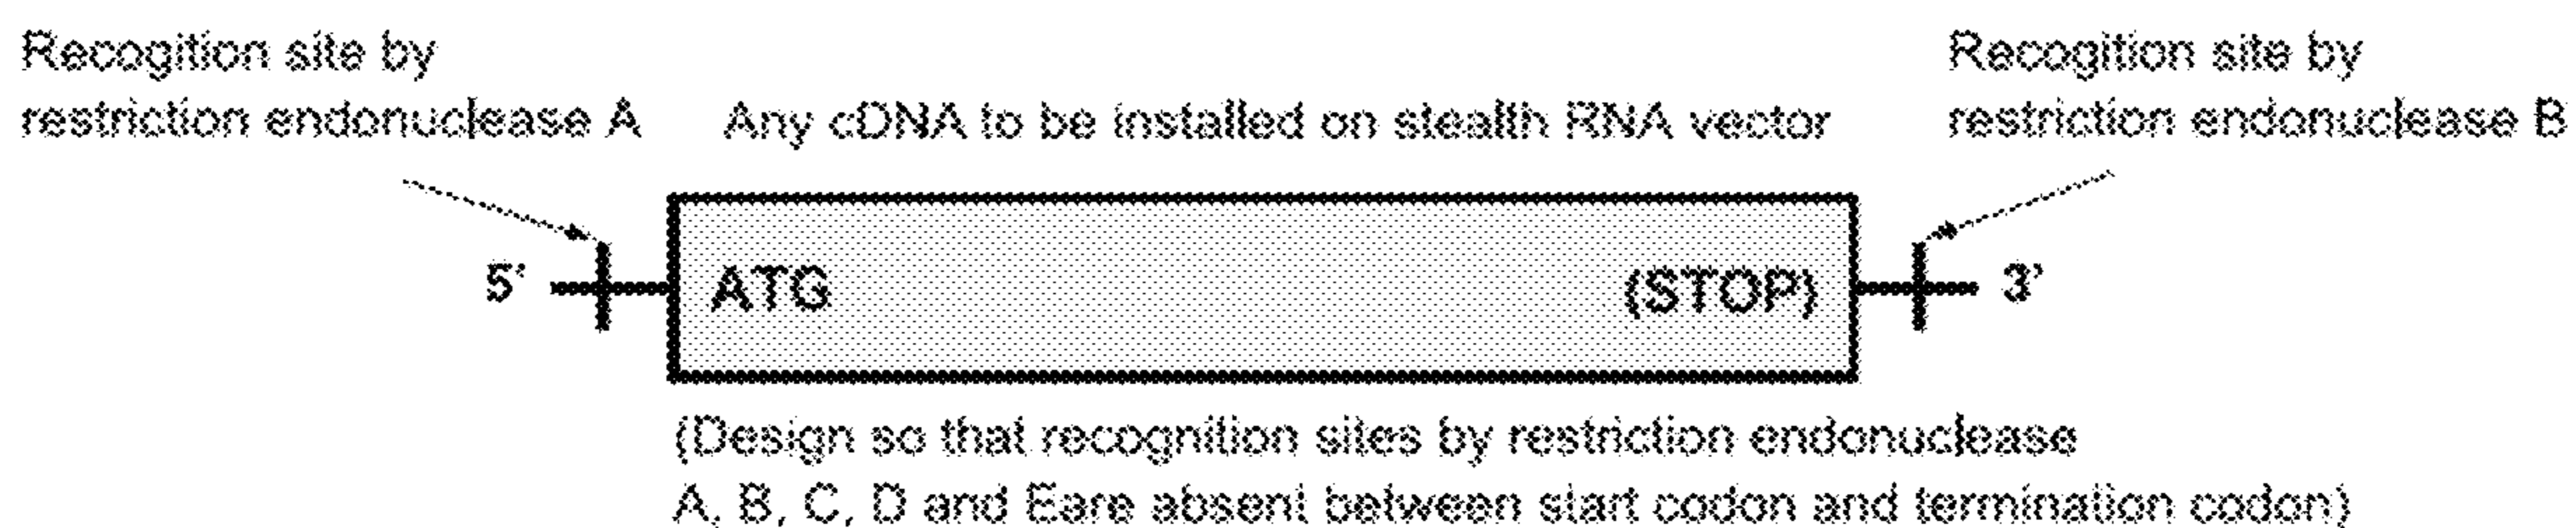 Recogition site by
restriction endonuclease A
Any cDNA to be installed on stealth RNA vector
Recogition site by
restriction endonuclease B
5' ATG (STOP) 3'
(Design so that recognition sites by restriction endonuclease
A, B, C, D and Eare absent between start codon and termination codon)